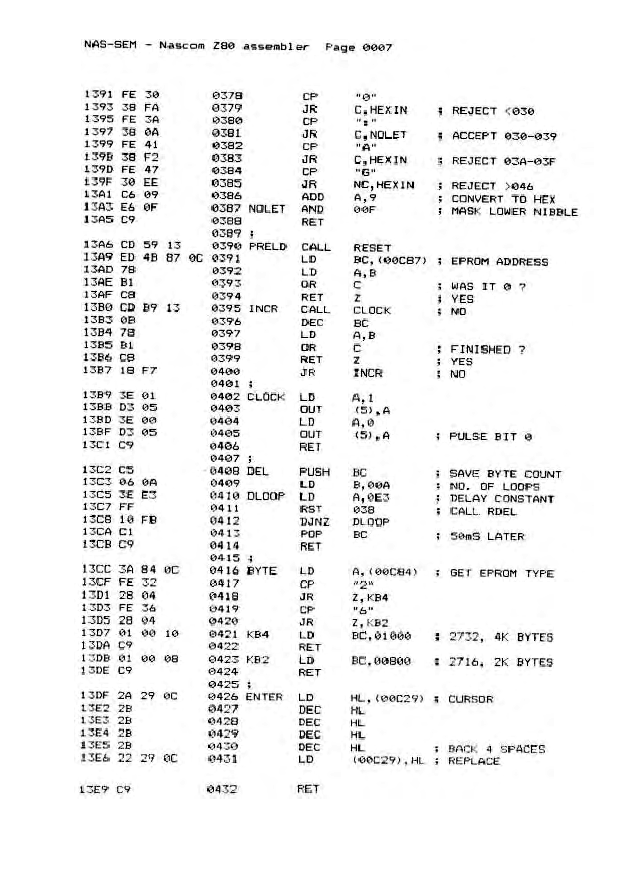 NAS-SEM - Nascom Z80 assembler Page 0007
1391 FE 30 0378 CP "0"
1393 38 FA 0379 JR C,HEXIN ; REJECT <030
1395 FE 3A 0380 CP ":"
1397 38 0A 0381 JR C,NOLET ; ACCEPT 030-039
1399 FE 41 0382 CP "A"
139B 38 F2 0383 JR C,HEXIN ; REJECT 03A-03F
139D FE 47 0384 CP "G"
139F 30 EE 0385 JR NC,HEXIN ; REJECT >046
13A1 C6 09 0386 ADD A,9 ; CONVERT TO HEX
13A3 E6 0F 0387 NOLET AND 00F ; MASK LOWER NIBBLE
13A5 C9 0388 RET
0389 ;
13A6 CD 59 13 0390 PRELD CALL RESET
13A9 ED 4B 87 0C 0391 LD BC,(00C87) ; EPROM ADDRESS
13AD 78 0392 LD A,B
13AE B1 0393 OR C ; WAS IT 0 ?
13AF C8 0394 RET Z ; YES
13B0 CD B9 13 0395 INCR CALL CLOCK ; NO
13B3 0B 0396 DEC BC
13B4 78 0397 LD A,B
13B5 B1 0398 OR C ; FINISHED ?
13B6 C8 0399 RET Z ; YES
13B7 18 F7 0400 JR INCR ; NO
0401 ;
13B9 3E 01 0402 CLOCK LD A,1
13BB D3 05 0403 OUT (5),A
13BD 3E 00 0404 LD A,0
13BF D3 05 0405 OUT (5),A ; PULSE BIT 0
13C1 C9 0406 RET
0407 ;
13C2 C5 0408 DEL PUSH BC ; SAVE BYTE COUNT
13C3 06 0A 0409 LD B,00A ; NO. OF LOOPS
13C5 3E E3 0410 DLOOP LD A,0E3 ; DELAY CONSTANT
13C7 FF 0411 RST 038 ; CALL RDEL
13C8 10 FB 0412 DJNZ DLOOP
13CA C1 0413 POP BC ; 50mS LATER
13CB C9 0414 RET
0415 ;
13CC 3A 84 0C 0416 BYTE LD A,(00C84) ; GET EPROM TYPE
13CF FE 32 0417 CP "2"
13D1 28 04 0418 JR Z,KB4
13D3 FE 36 0419 CP "6"
13D5 28 04 0420 JR Z,KB2
13D7 01 00 10 0421 KB4 LD BC,01000 ; 2732, 4K BYTES
13DA C9 0422 RET
13DB 01 00 08 0423 KB2 LD BC,00800 ; 2716, 2K BYTES
13DE C9 0424 RET
0425 ;
13DF 2A 29 0C 0426 ENTER LD HL,(00C29) ; CURSOR
13E2 2B 0427 DEC HL
13E3 2B 0428 DEC HL
13E4 2B 0429 DEC HL
13E5 2B 0430 DEC HL ; BACK 4 SPACES
13E6 22 29 0C 0431 LD (00C29),HL ; REPLACE
13E9 C9 0432 RET